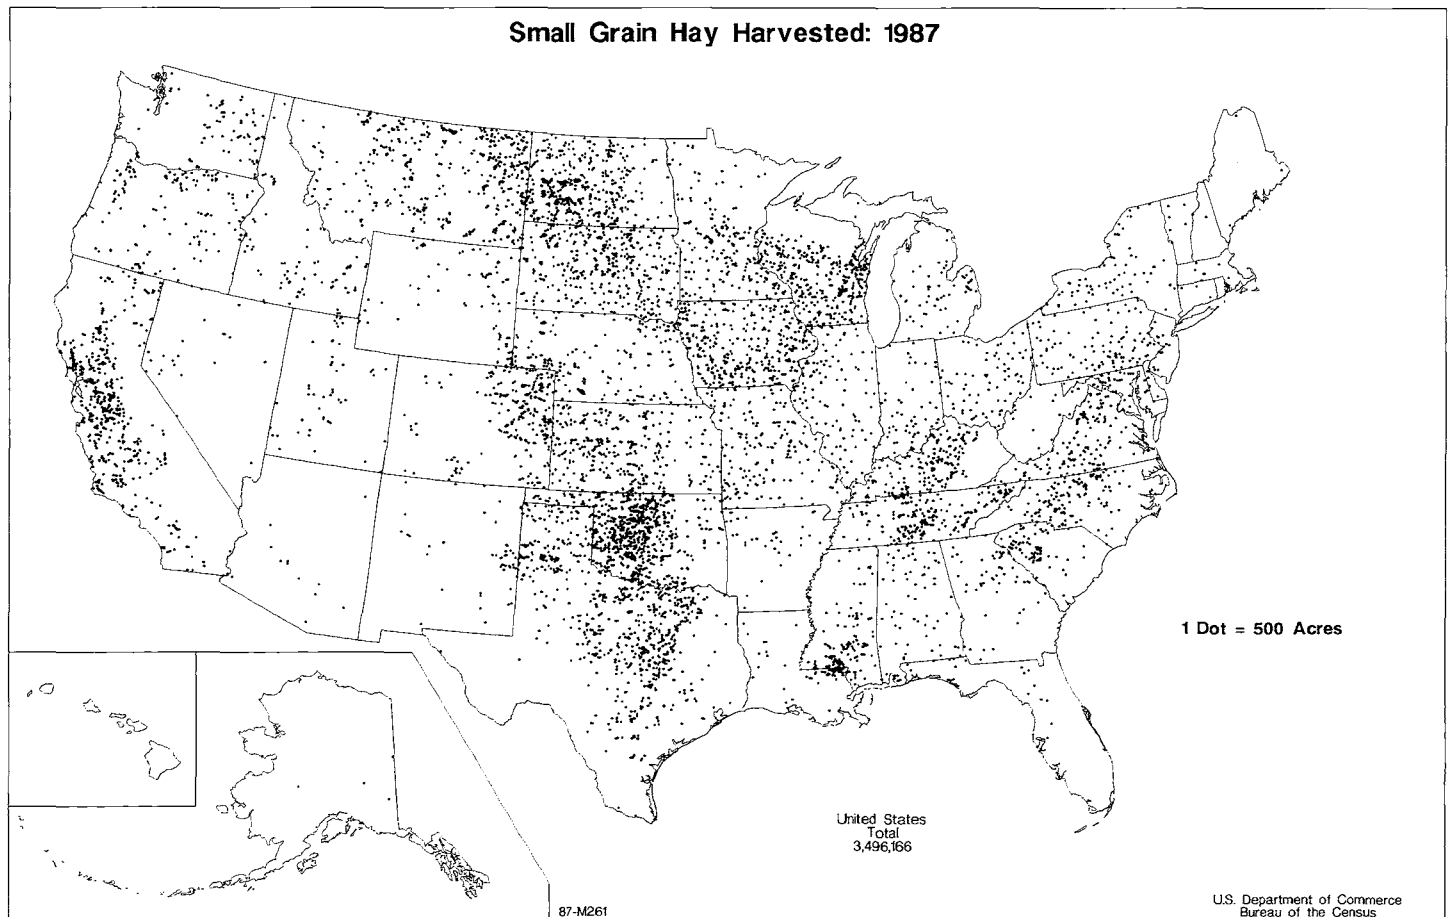 Small Grain Hay Harvested: 1987
1 Dot = 500 Acres
United States
Total
3,496,166
87-M261
U.S. Department of Commerce
Bureau of the Census